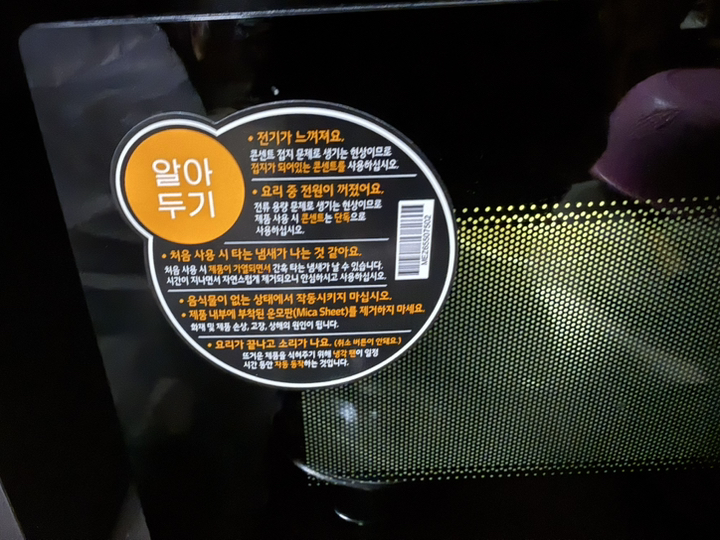 알아
두기
• 전기가 느껴져요.
콘센트 접지 문제로 생기는 현상이므로
접지가 되어있는 콘센트를 사용하십시오.
• 요리 중 전원이 꺼졌어요.
전류 용량 문제로 생기는 현상이므로
제품 사용 시 콘센트는 단독으로
사용하십시오.
MEZ65507502
• 처음 사용 시 타는 냄새가 나는 것 같아요.
처음 사용 시 제품이 가열되면서 간혹 타는 냄새가 날 수 있습니다.
시간이 지나면서 자연스럽게 제거되오니 안심하시고 사용하십시오.
• 음식물이 없는 상태에서 작동시키지 마십시오.
• 제품 내부에 부착된 운모판(Mica Sheet)를 제거하지 마세요.
화재 및 제품 손상, 고장, 상해의 원인이 됩니다.
• 요리가 끝나고 소리가 나요. (취소 버튼이 안돼요.)
뜨거운 제품을 식혀주기 위해 냉각 팬이 일정
시간 동안 자동 동작하는 것입니다.